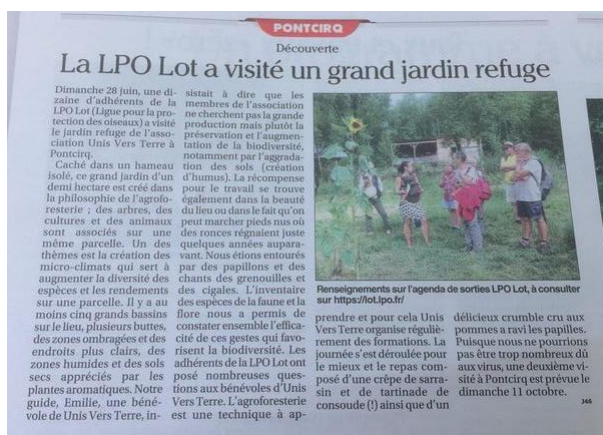 PONTCIRQ
Découverte
La LPO Lot a visité un grand jardin refuge
Dimanche 28 juin, une di-
zaine d'adhérents de la
LPO Lot (Ligue pour la pro-
tection des oiseaux) a visité
le jardin refuge de l'asso-
ciation Unis Vers Terre à
Pontcirq.
Caché dans un hameau
isolé, ce grand jardin d'un
demi hectare est créé dans
la philosophie de l'agrofo-
resterie ; des arbres, des
cultures et des animaux
sont associés sur une
même parcelle. Un des
thèmes est la création des
micro-climats qui sert à
augmenter la diversité des
espèces et les rendements
sur une parcelle. Il y a au
moins cinq grands bassins
sur le lieu, plusieurs buttes,
des zones ombragées et des
endroits plus clairs, des
zones humides et des sols
secs appréciés par les
plantes aromatiques. Notre
guide, Emilie, une béné-
vole de Unis Vers Terre, in-
sistait à dire que les
membres de l'association
ne cherchent pas la grande
production mais plutôt la
préservation et l'augmen-
tation de la biodiversité,
notamment par l'aggrada-
tion des sols (création
d'humus). La récompense
pour le travail se trouve
également dans la beauté
du lieu ou dans le fait qu'on
peut marcher pieds nus où
des ronces régnaient juste
quelques années aupara-
vant. Nous étions entourés
par des papillons et des
chants des grenouilles et
des cigales. L'inventaire
des espèces de la faune et la
flore nous a permis de
constater ensemble l'effica-
cité de ces gestes qui favo-
risent la biodiversité. Les
adhérents de la LPO Lot ont
posé nombreuses ques-
tions aux bénévoles d'Unis
Vers Terre. L'agroforesterie
est une technique à ap-
Renseignements sur l'agenda de sorties LPO Lot, à consulter
sur https://lot.lpo.fr/
prendre et pour cela Unis
Vers Terre organise réguliè-
rement des formations. La
journée s'est déroulée pour
le mieux et le repas com-
posé d'une crêpe de sarra-
sin et de tartinade de
consoude (!) ainsi que d'un
délicieux crumble cru aux
pommes a ravi les papilles.
Puisque nous ne pourrions
pas être trop nombreux dû
aux virus, une deuxième vi-
sité à Pontcirq est prévue le
dimanche 11 octobre.